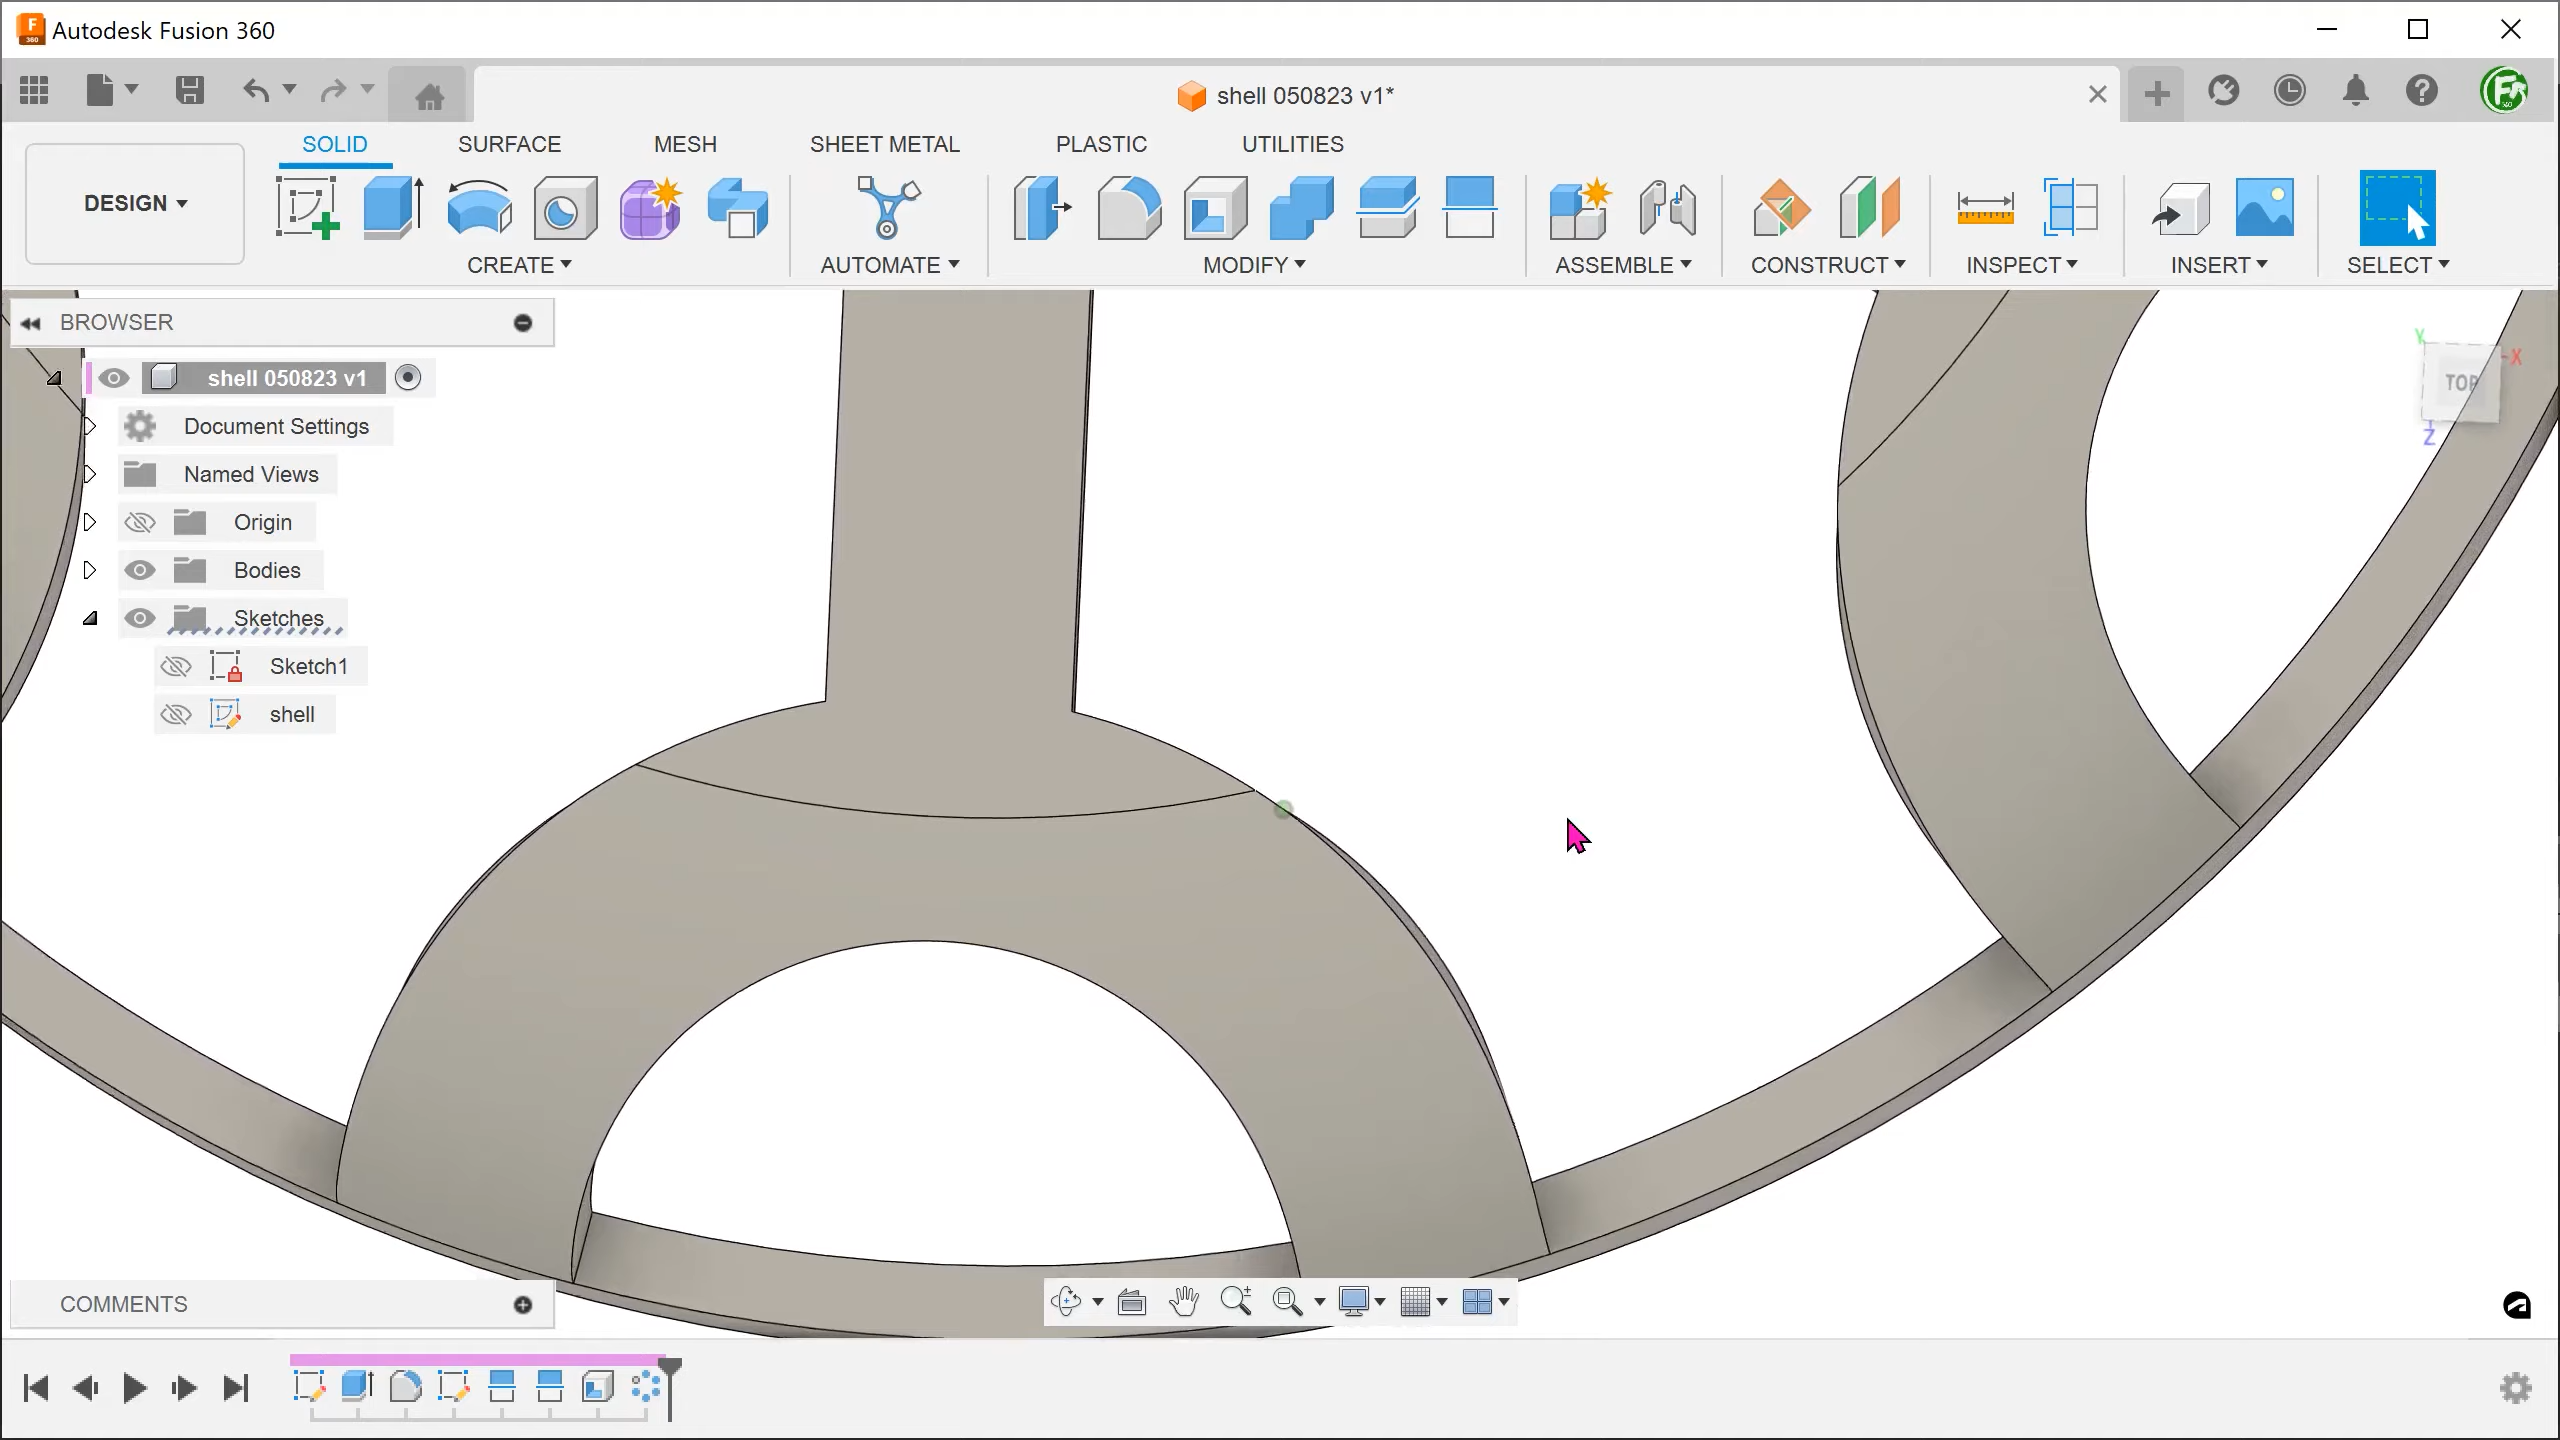 Autodesk Fusion 360
shell 050823 v1*
SOLID SURFACE MESH SHEET METAL PLASTIC UTILITIES
DESIGN
CREATE AUTOMATE MODIFY ASSEMBLE CONSTRUCT INSPECT INSERT SELECT
BROWSER
shell 050823 v1
Document Settings
Named Views
Origin
Bodies
Sketches
Sketch1
shell
Y
X
TOP
Z
COMMENTS